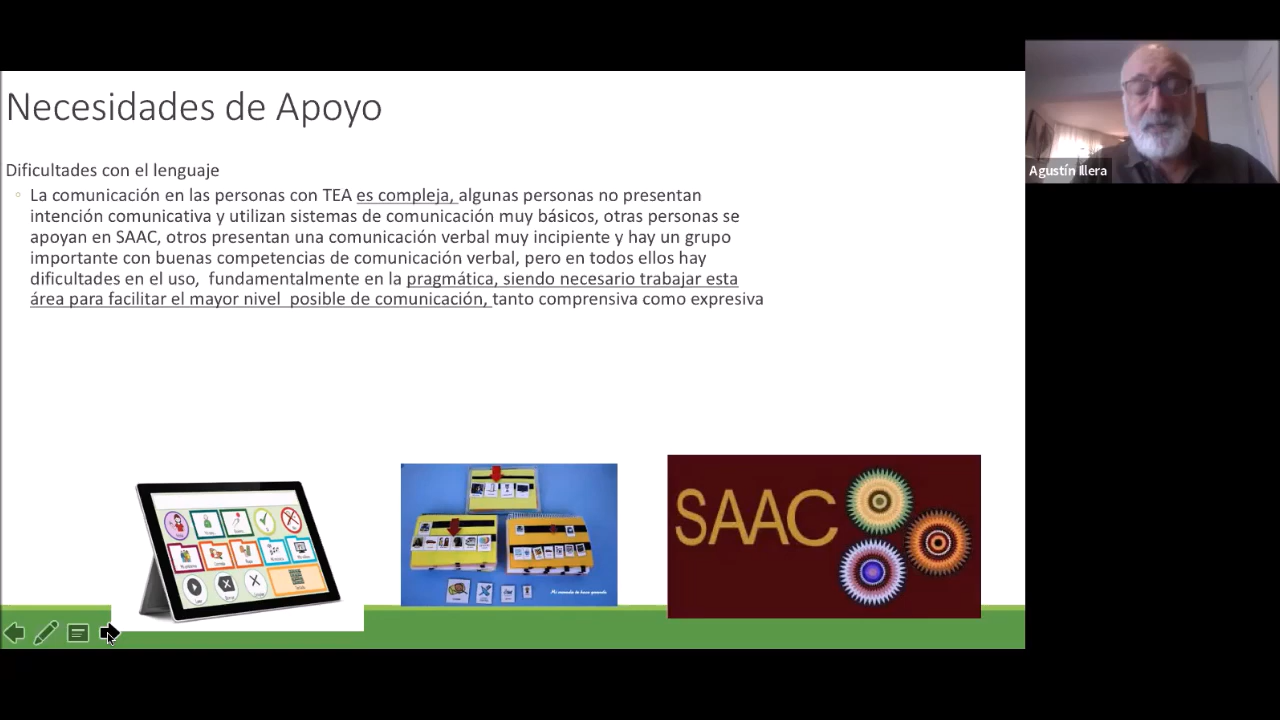 Necesidades de Apoyo
Dificultades con el lenguaje
La comunicación en las personas con TEA es compleja, algunas personas no presentan
intención comunicativa y utilizan sistemas de comunicación muy básicos, otras personas se
apoyan en SAAC, otros presentan una comunicación verbal muy incipiente y hay un grupo
importante con buenas competencias de comunicación verbal, pero en todos ellos hay
dificultades en el uso, fundamentalmente en la pragmática, siendo necesario trabajar esta
área para facilitar el mayor nivel posible de comunicación, tanto comprensiva como expresiva
SAAC
Agustín Illera